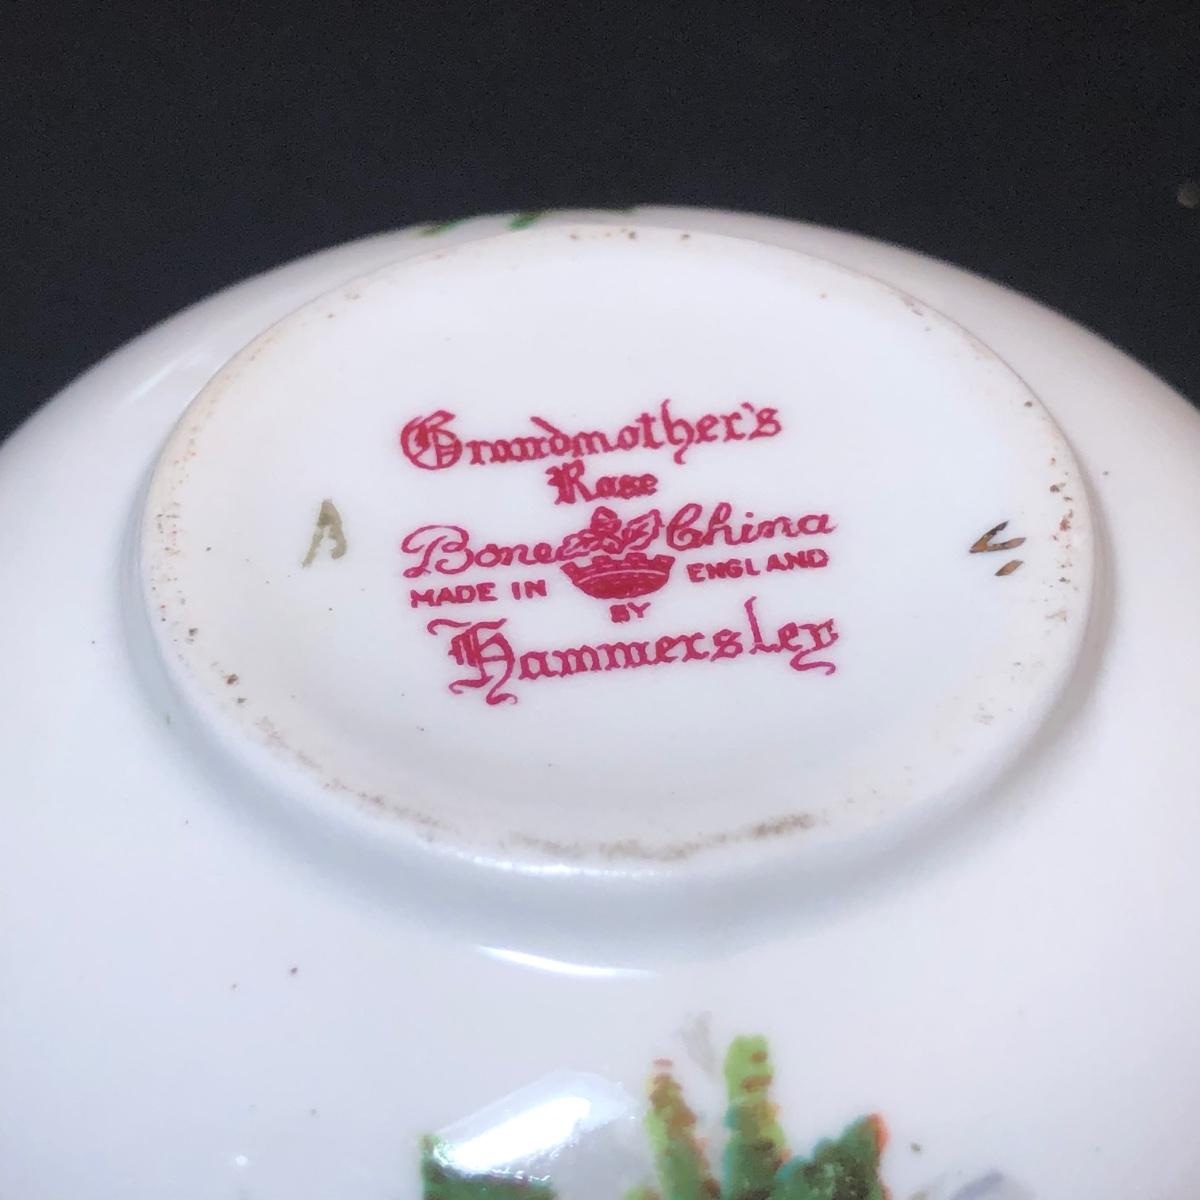 Grandmother's
Rose
Bone China
MADE IN ENGLAND
BY
Hammersley
A